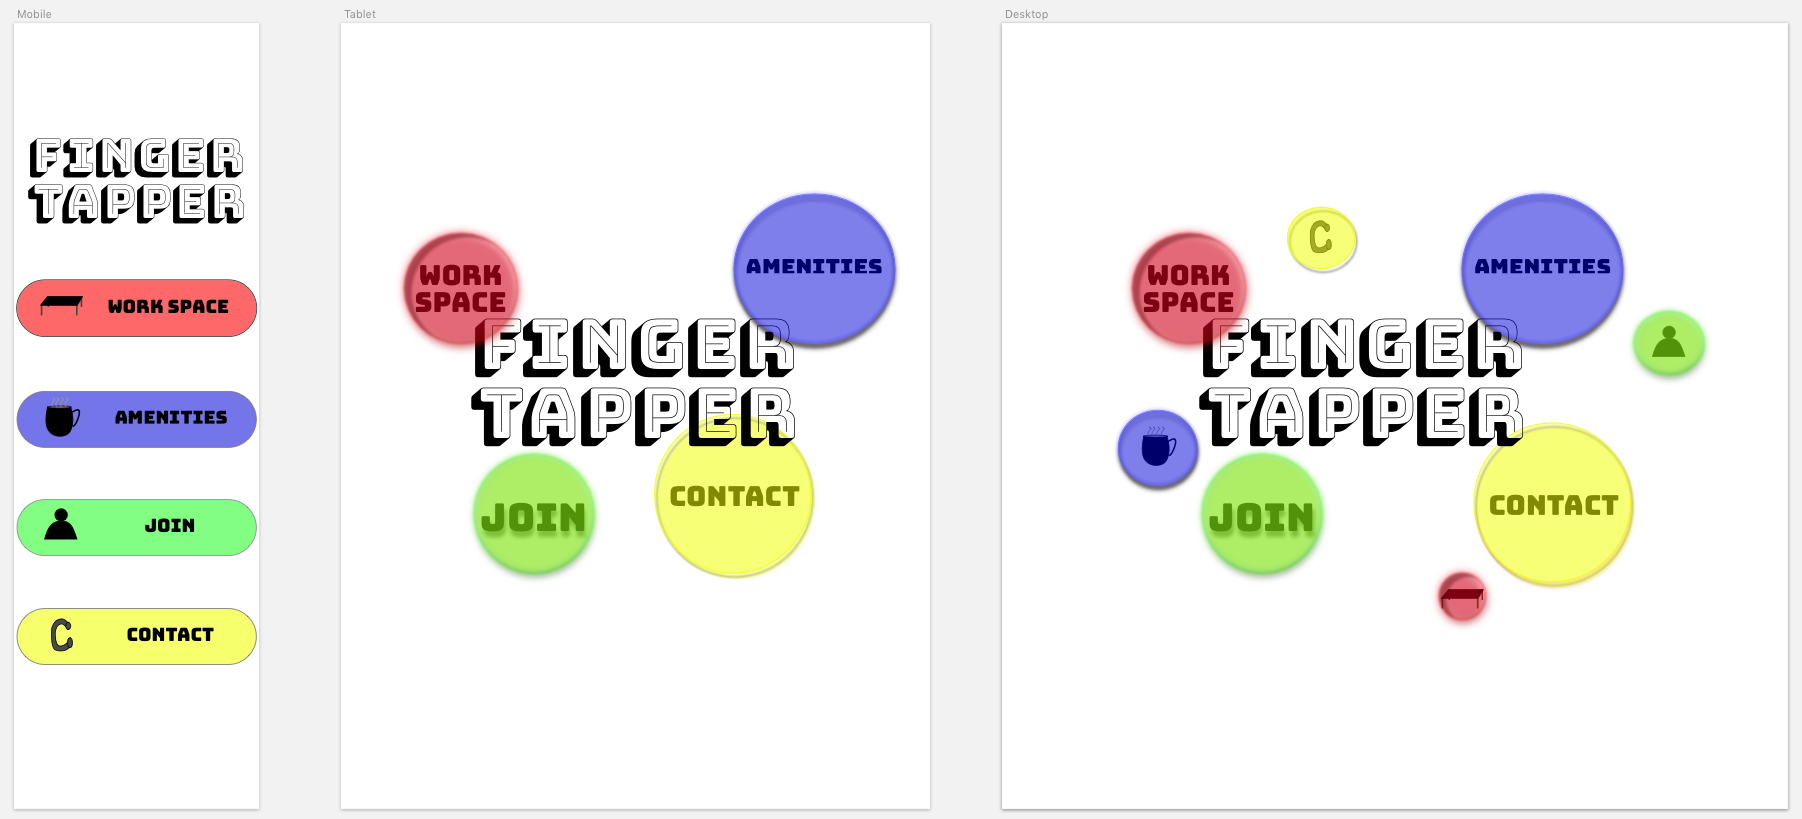 Mobile
FINGER
TAPPER
WORK SPACE
AMENITIES
JOIN
C
CONTACT
Tablet
WORK
SPACE
AMENITIES
FINGER
TAPPER
JOIN
CONTACT
Desktop
C
WORK
SPACE
AMENITIES
FINGER
TAPPER
JOIN
CONTACT